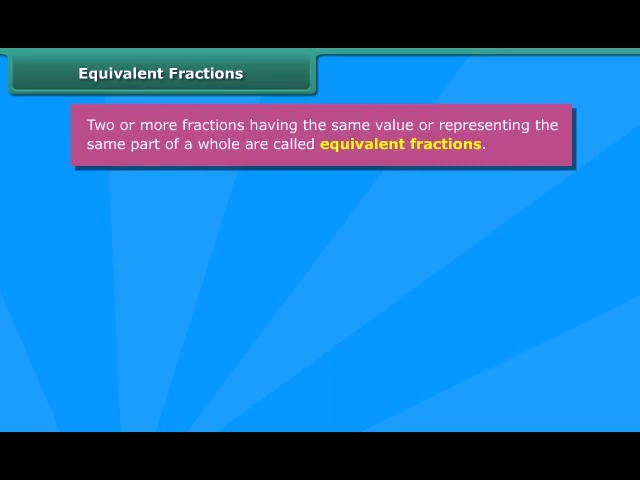 Equivalent Fractions
Two or more fractions having the same value or representing the
same part of a whole are called equivalent fractions.